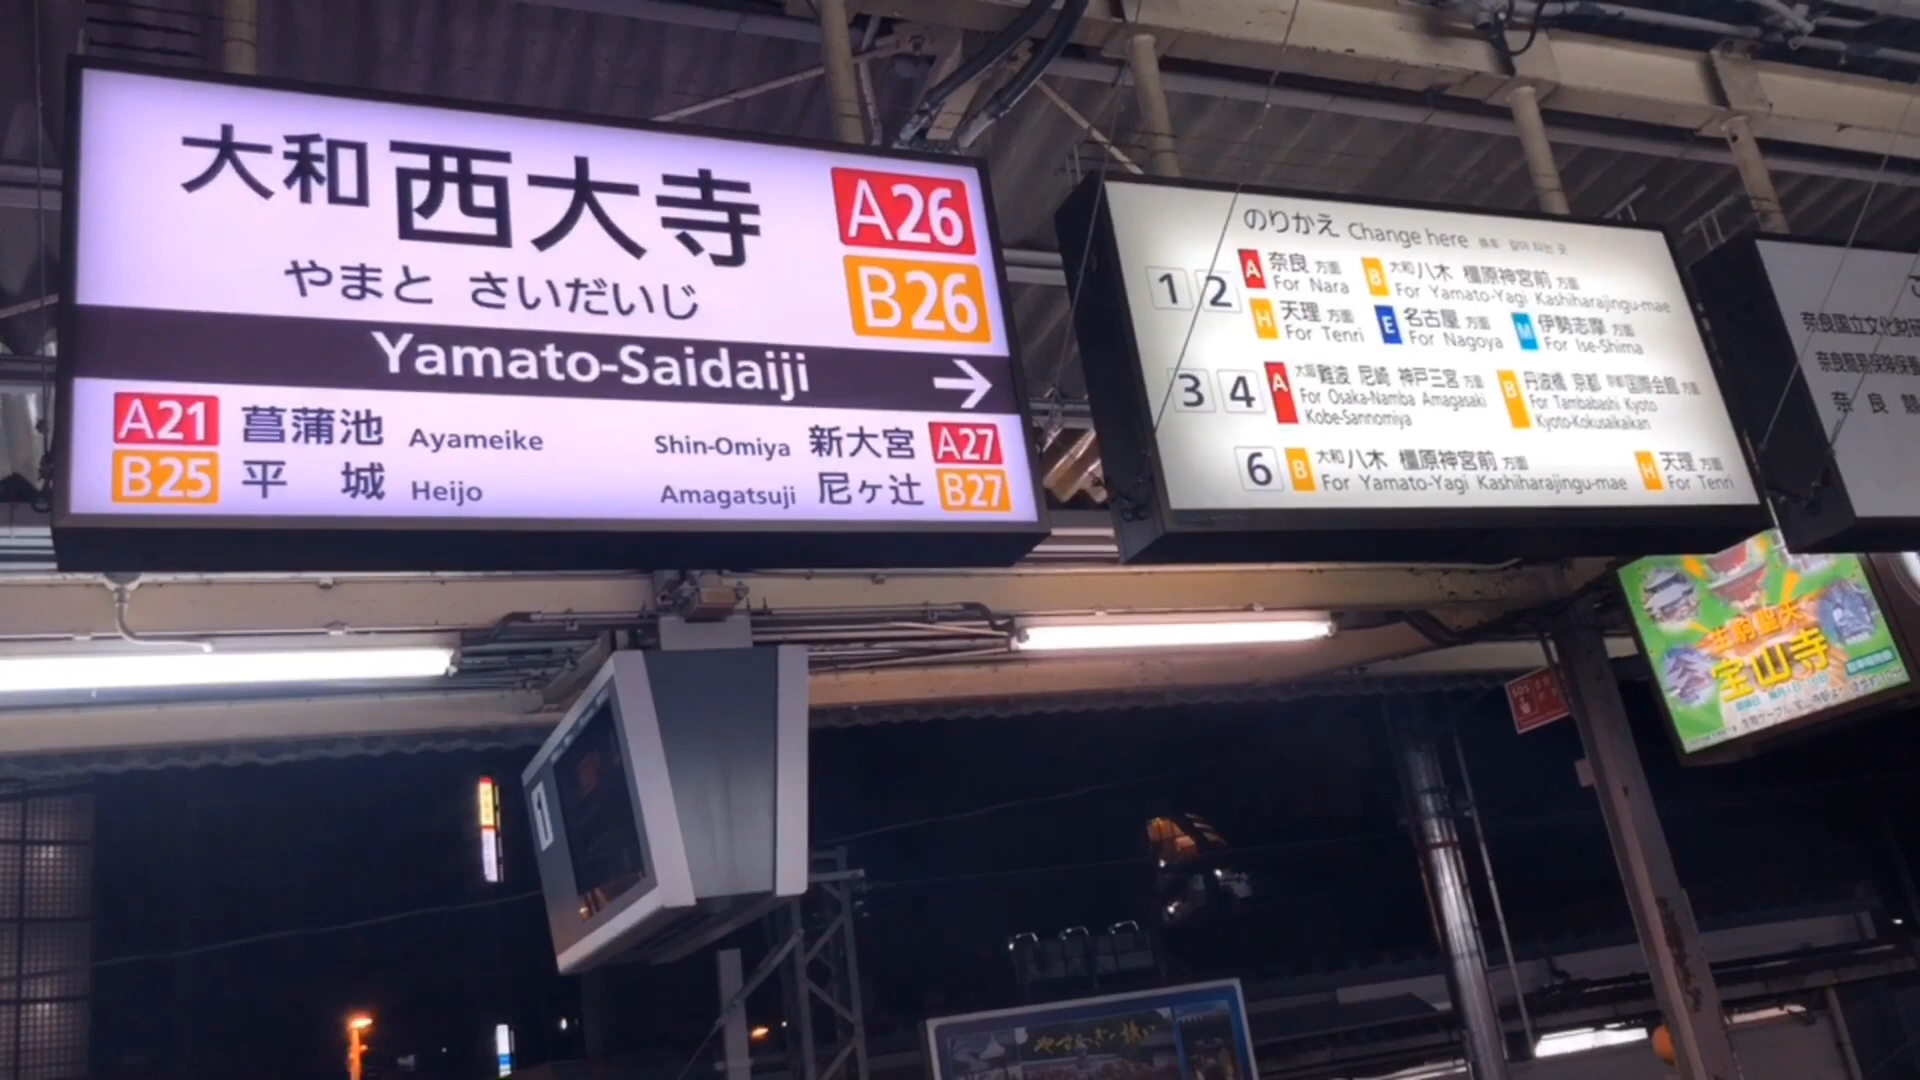 大和西大寺
A26
B26
やまと さいだいじ
Yamato-Saidaiji →
A21 菖蒲池 Ayameike Shin-Omiya 新大宮 A27
B25 平 城 Heijo Amagatsuji 尼ヶ辻 B27
のりかえ Change here
1 2 A 奈良 方面 B 大和八木 橿原神宮前 方面
For Nara For Yamato-Yagi Kashiharajingu-mae
H 天理 方面 E 名古屋 方面 M 伊勢志摩 方面
For Tenri For Nagoya For Ise-Shima
3 4 A 大阪難波 尼崎 神戸三宮 方面 B 丹波橋 京都 京都国際会館 方面
For Osaka-Namba Amagasaki For Tambabashi Kyoto
Kobe-Sannomiya Kyoto-Kokusaikaikan
6 B 大和八木 橿原神宮前 方面 H 天理 方面
For Yamato-Yagi Kashiharajingu-mae For Tenri
奈良国立文化財研
奈 良 競
1
生駒聖天
宝山寺
SOS